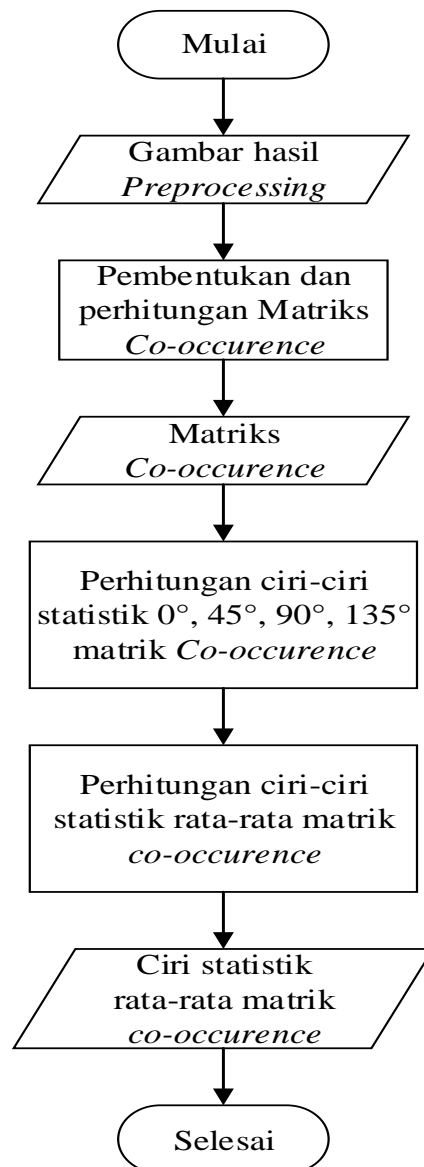 Mulai
Gambar hasil
Preprocessing
Pembentukan dan
perhitungan Matriks
Co-occurence
Matriks
Co-occurence
Perhitungan ciri-ciri
statistik 0°, 45°, 90°, 135°
matrik Co-occurence
Perhitungan ciri-ciri
statistik rata-rata matrik
co-occurence
Ciri statistik
rata-rata matrik
co-occurence
Selesai